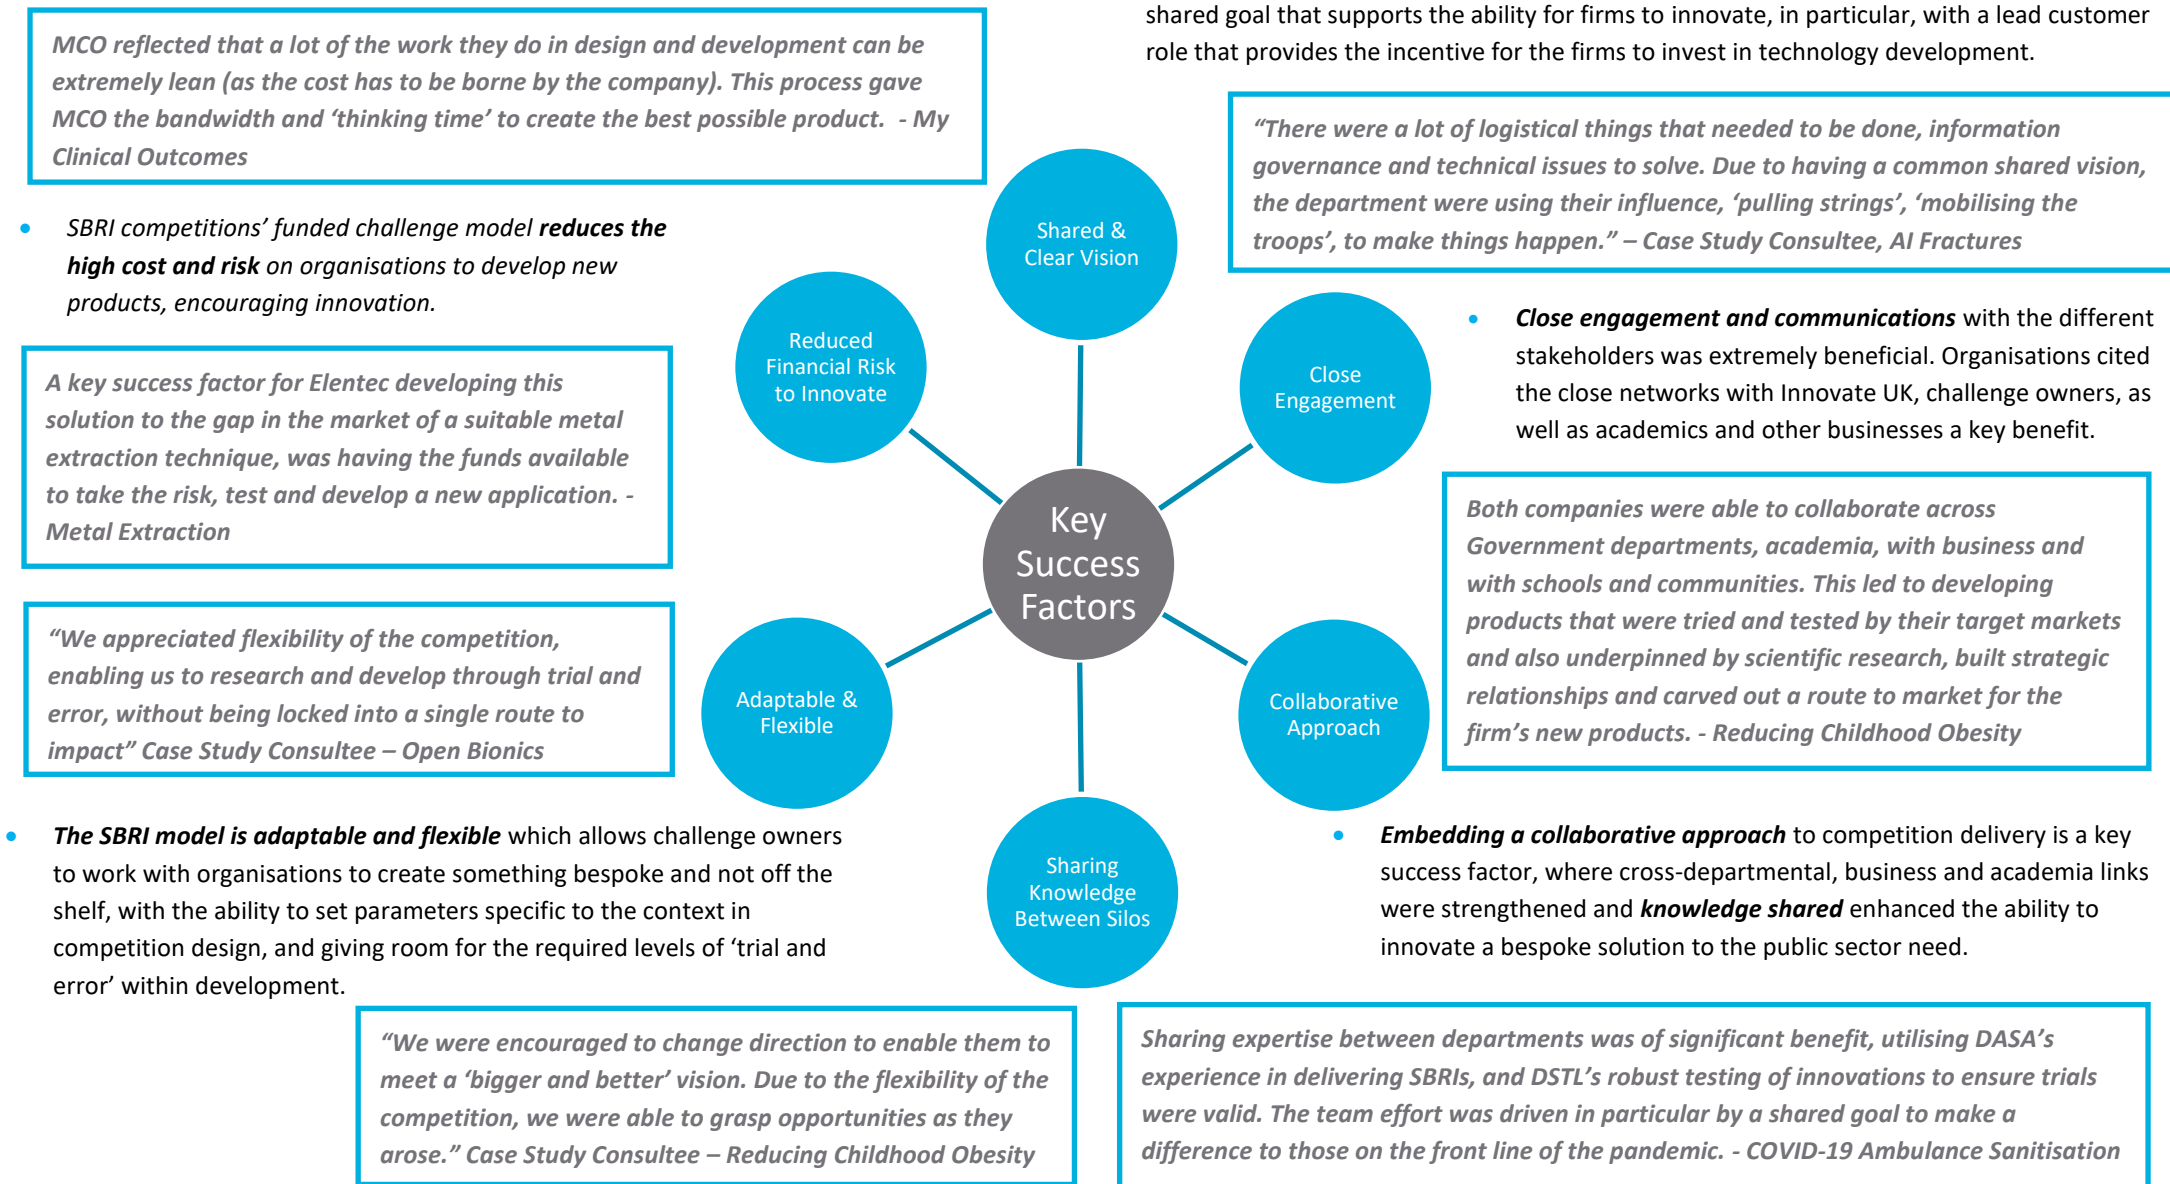 shared goal that supports the ability for firms to innovate, in particular, with a lead customer
role that provides the incentive for the firms to invest in technology development.
MCO reflected that a lot of the work they do in design and development can be
extremely lean (as the cost has to be borne by the company). This process gave
MCO the bandwidth and ‘thinking time’ to create the best possible product.  - My
Clinical Outcomes
“There were a lot of logistical things that needed to be done, information
governance and technical issues to solve. Due to having a common shared vision,
the department were using their influence, ‘pulling strings’, ‘mobilising the
troops’, to make things happen.” – Case Study Consultee, AI Fractures
• SBRI competitions’ funded challenge model reduces the
high cost and risk on organisations to develop new
products, encouraging innovation.
A key success factor for Elentec developing this
solution to the gap in the market of a suitable metal
extraction technique, was having the funds available
to take the risk, test and develop a new application. -
Metal Extraction
“We appreciated flexibility of the competition,
enabling us to research and develop through trial and
error, without being locked into a single route to
impact” Case Study Consultee – Open Bionics
Shared &
Clear Vision
Reduced
Financial Risk
to Innovate
Close
Engagement
Key
Success
Factors
Adaptable &
Flexible
Collaborative
Approach
Sharing
Knowledge
Between Silos
• Close engagement and communications with the different
stakeholders was extremely beneficial. Organisations cited
the close networks with Innovate UK, challenge owners, as
well as academics and other businesses a key benefit.
Both companies were able to collaborate across
Government departments, academia, with business and
with schools and communities. This led to developing
products that were tried and tested by their target markets
and also underpinned by scientific research, built strategic
relationships and carved out a route to market for the
firm’s new products. - Reducing Childhood Obesity
• The SBRI model is adaptable and flexible which allows challenge owners
to work with organisations to create something bespoke and not off the
shelf, with the ability to set parameters specific to the context in
competition design, and giving room for the required levels of ‘trial and
error’ within development.
• Embedding a collaborative approach to competition delivery is a key
success factor, where cross-departmental, business and academia links
were strengthened and knowledge shared enhanced the ability to
innovate a bespoke solution to the public sector need.
“We were encouraged to change direction to enable them to
meet a ‘bigger and better’ vision. Due to the flexibility of the
competition, we were able to grasp opportunities as they
arose.” Case Study Consultee – Reducing Childhood Obesity
Sharing expertise between departments was of significant benefit, utilising DASA’s
experience in delivering SBRIs, and DSTL’s robust testing of innovations to ensure trials
were valid. The team effort was driven in particular by a shared goal to make a
difference to those on the front line of the pandemic. - COVID-19 Ambulance Sanitisation